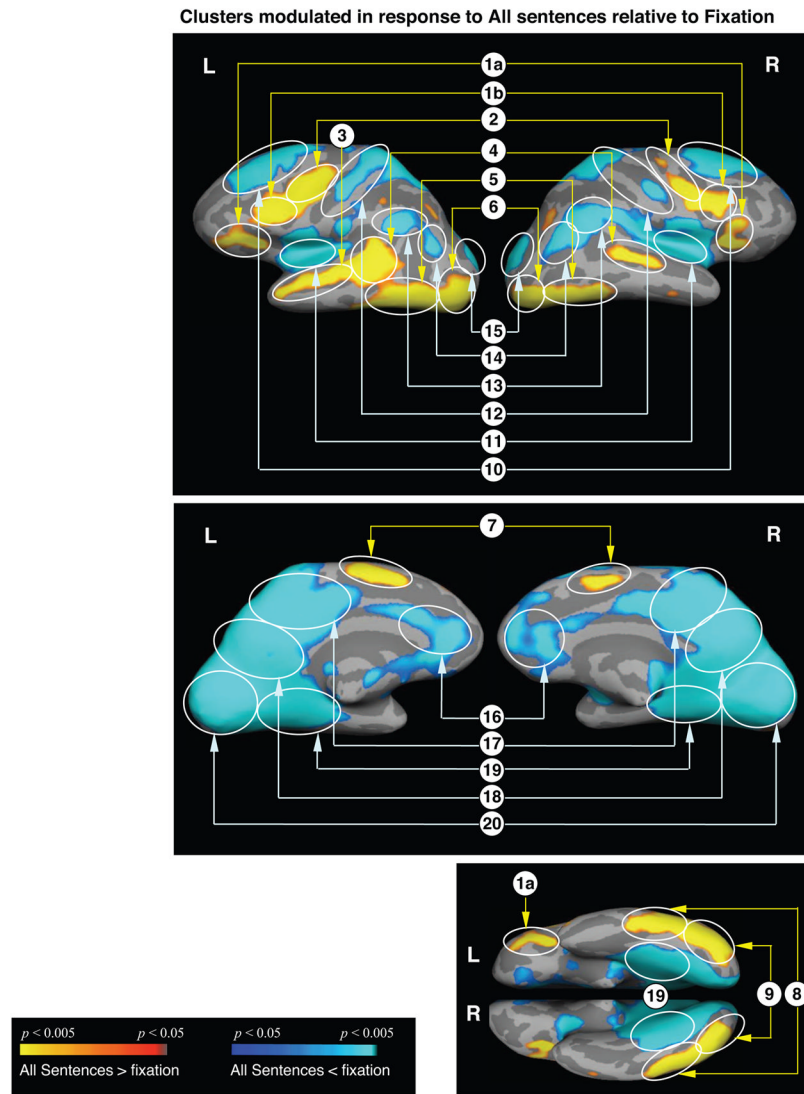 Clusters modulated in response to All sentences relative to Fixation
L
R
1a
1b
2
3
4
5
6
15
14
13
12
11
10
L
R
7
16
17
19
18
20
1a
L
R
19
9
8
p < 0.005 p < 0.05 p < 0.05 p < 0.005
All Sentences > fixation All Sentences < fixation